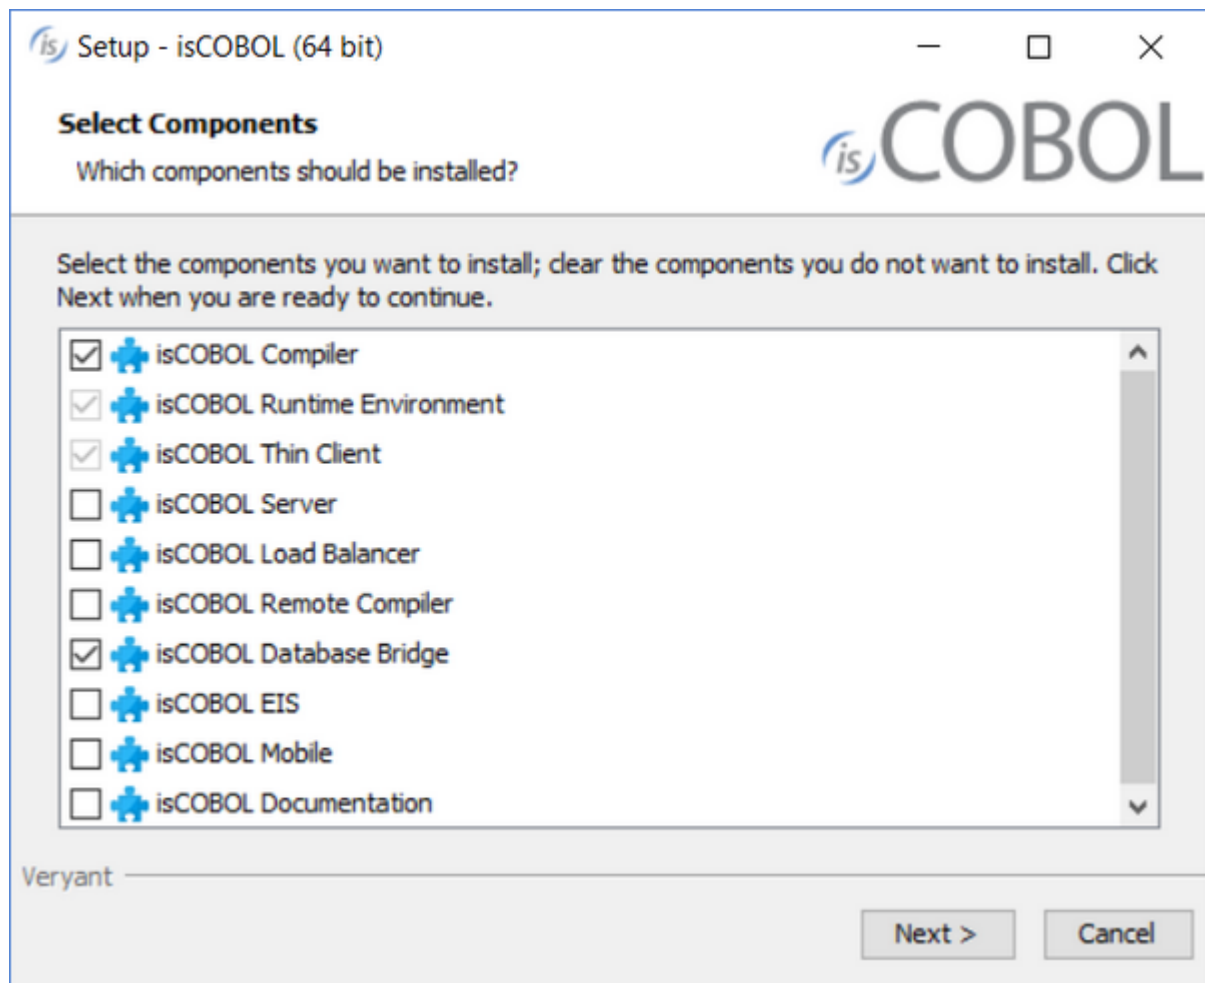 is Setup - isCOBOL (64 bit)
Select Components
isCOBOL
Which components should be installed?
Select the components you want to install; clear the components you do not want to install. Click
Next when you are ready to continue.
isCOBOL Compiler
isCOBOL Runtime Environment
isCOBOL Thin Client
isCOBOL Server
isCOBOL Load Balancer
isCOBOL Remote Compiler
isCOBOL Database Bridge
isCOBOL EIS
isCOBOL Mobile
isCOBOL Documentation
Veryant
Next > Cancel